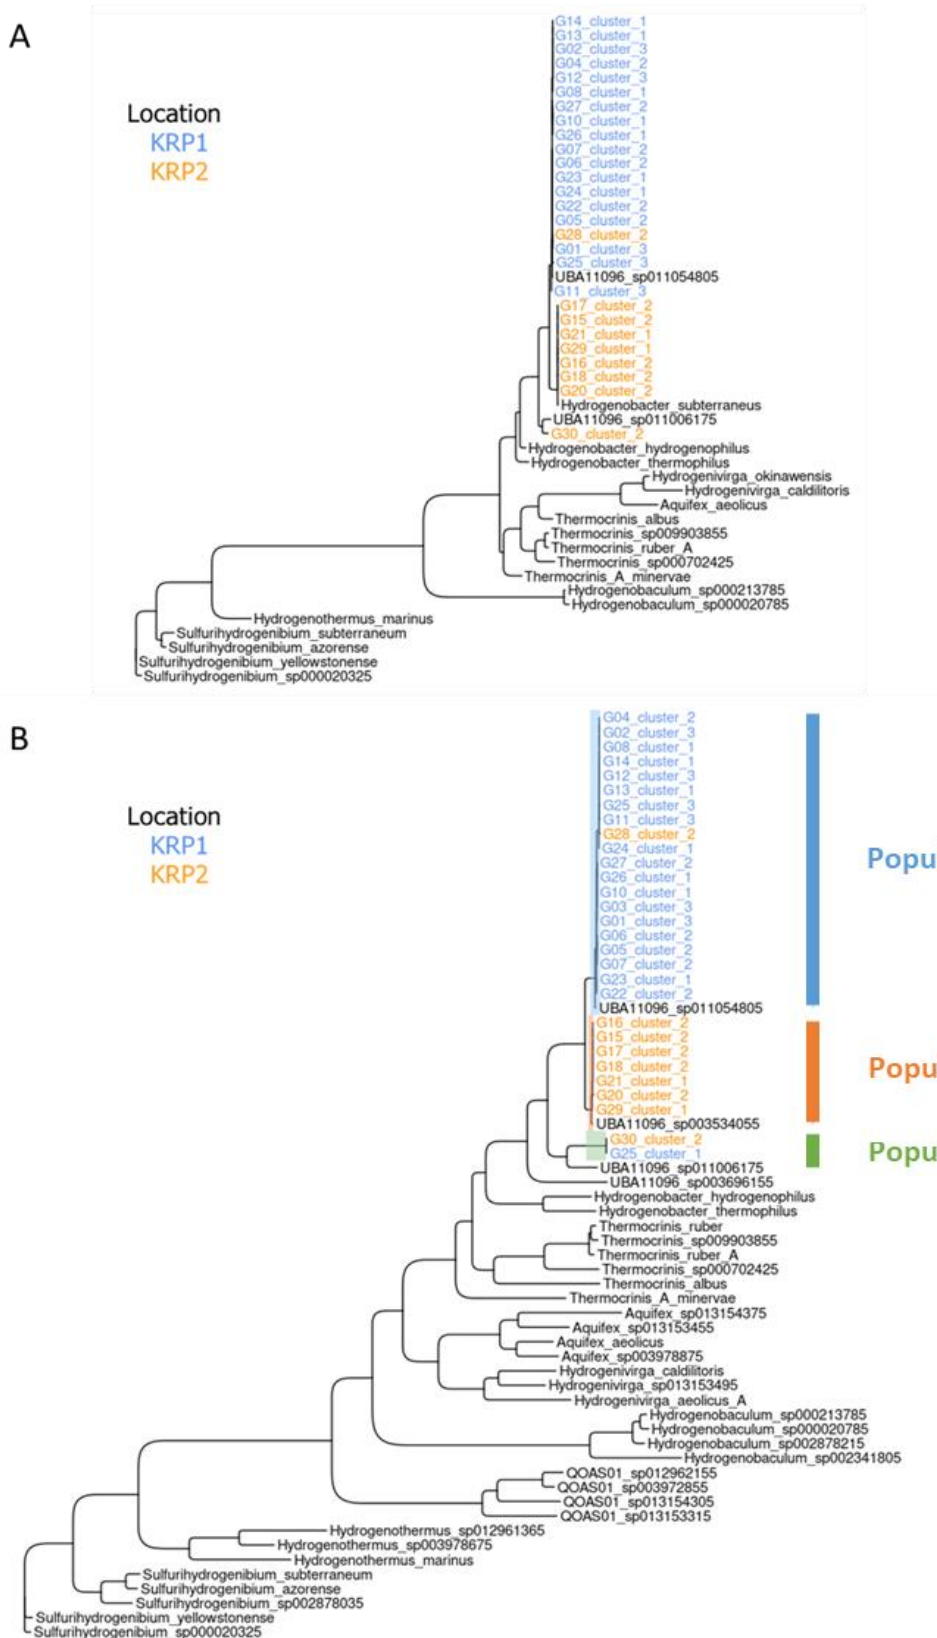 A
Location
KRP1
KRP2
G14_cluster_1
G13_cluster_1
G02_cluster_3
G04_cluster_2
G12_cluster_3
G08_cluster_1
G27_cluster_2
G10_cluster_1
G26_cluster_1
G07_cluster_2
G06_cluster_2
G23_cluster_1
G24_cluster_1
G22_cluster_2
G05_cluster_2
G28_cluster_2
G01_cluster_3
G25_cluster_3
UBA11096_sp011054805
G11_cluster_3
G17_cluster_2
G15_cluster_2
G21_cluster_1
G29_cluster_1
G16_cluster_2
G18_cluster_2
G20_cluster_2
Hydrogenobacter_subterraneus
UBA11096_sp011006175
G30_cluster_2
Hydrogenobacter_hydrogenophilus
Hydrogenobacter_thermophilus
Hydrogenivirga_okinawensis
Hydrogenivirga_caldilitoris
Aquifex_aeolicus
Thermocrinis_albus
Thermocrinis_sp009903855
Thermocrinis_ruber_A
Thermocrinis_sp000702425
Thermocrinis_A_minervae
Hydrogenobaculum_sp000213785
Hydrogenobaculum_sp000020785
Hydrogenothermus_marinus
Sulfurihydrogenibium_subterraneum
Sulfurihydrogenibium_azorense
Sulfurihydrogenibium_yellowstonense
Sulfurihydrogenibium_sp000020325
B
Location
KRP1
KRP2
G04_cluster_2
G02_cluster_3
G08_cluster_1
G14_cluster_1
G12_cluster_3
G13_cluster_1
G25_cluster_3
G11_cluster_3
G28_cluster_2
G24_cluster_1
G27_cluster_2
G26_cluster_1
G10_cluster_1
G03_cluster_3
G01_cluster_3
G06_cluster_2
G05_cluster_2
G07_cluster_2
G23_cluster_1
G22_cluster_2
UBA11096_sp011054805
Popu
G16_cluster_2
G15_cluster_2
G17_cluster_2
G18_cluster_2
G21_cluster_1
G20_cluster_2
G29_cluster_1
UBA11096_sp003534055
Popu
G30_cluster_2
G25_cluster_1
Popu
UBA11096_sp011006175
UBA11096_sp003696155
Hydrogenobacter_hydrogenophilus
Hydrogenobacter_thermophilus
Thermocrinis_ruber
Thermocrinis_sp009903855
Thermocrinis_ruber_A
Thermocrinis_sp000702425
Thermocrinis_albus
Thermocrinis_A_minervae
Aquifex_sp013154375
Aquifex_sp013153455
Aquifex_aeolicus
Aquifex_sp003978875
Hydrogenivirga_caldilitoris
Hydrogenivirga_sp013153495
Hydrogenivirga_aeolicus_A
Hydrogenobaculum_sp000213785
Hydrogenobaculum_sp000020785
Hydrogenobaculum_sp002878215
Hydrogenobaculum_sp002341805
QOAS01_sp012962155
QOAS01_sp003972855
QOAS01_sp013154305
QOAS01_sp013153315
Hydrogenothermus_sp012961365
Hydrogenothermus_sp003978675
Hydrogenothermus_marinus
Sulfurihydrogenibium_subterraneum
Sulfurihydrogenibium_azorense
Sulfurihydrogenibium_sp002878035
Sulfurihydrogenibium_yellowstonense
Sulfurihydrogenibium_sp000020325